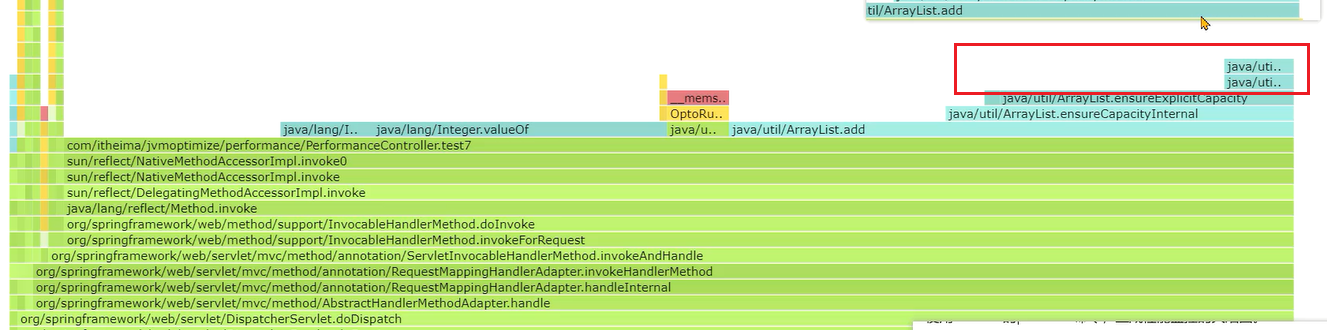 til/ArrayList.add
java/uti..
java/uti..
__mems.. java/util/ArrayList.ensureExplicitCapacity
OptoRu.. java/util/ArrayList.ensureCapacityInternal
java/lang/I.. java/lang/Integer.valueOf java/u.. java/util/ArrayList.add
com/itheima/jvmoptimize/performance/PerformanceController.test7
sun/reflect/NativeMethodAccessorImpl.invoke0
sun/reflect/NativeMethodAccessorImpl.invoke
sun/reflect/DelegatingMethodAccessorImpl.invoke
java/lang/reflect/Method.invoke
org/springframework/web/method/support/InvocableHandlerMethod.doInvoke
org/springframework/web/method/support/InvocableHandlerMethod.invokeForRequest
org/springframework/web/servlet/mvc/method/annotation/ServletInvocableHandlerMethod.invokeAndHandle
org/springframework/web/servlet/mvc/method/annotation/RequestMappingHandlerAdapter.invokeHandlerMethod
org/springframework/web/servlet/mvc/method/annotation/RequestMappingHandlerAdapter.handleInternal
org/springframework/web/servlet/mvc/method/AbstractHandlerMethodAdapter.handle
org/springframework/web/servlet/DispatcherServlet.doDispatch